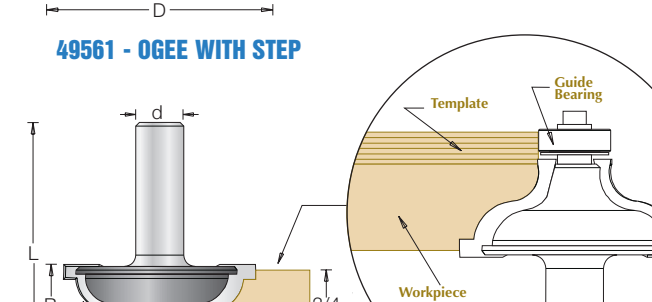 D
49561 - OGEE WITH STEP
d
Guide
Bearing
Template
L
Workpiece